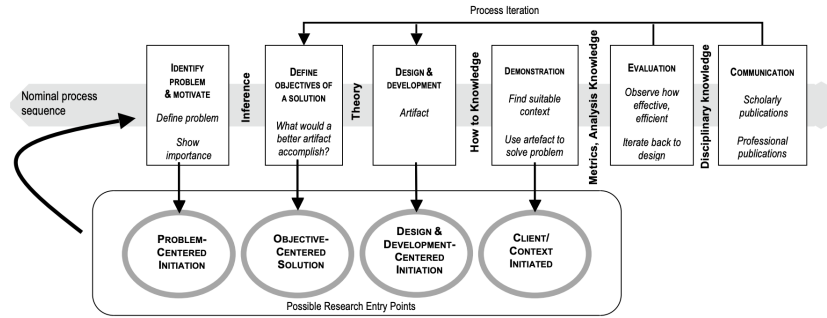 Process Iteration
Nominal process
sequence
IDENTIFY
PROBLEM
& MOTIVATE
Define problem
Show
importance
Inference
DEFINE
OBJECTIVES OF
A SOLUTION
What would a
better artifact
accomplish?
Theory
DESIGN &
DEVELOPMENT
Artifact
How to Knowledge
DEMONSTRATION
Find suitable
context
Use artefact to
solve problem
Metrics, Analysis Knowledge
EVALUATION
Observe how
effective,
efficient
Iterate back to
design
Disciplinary knowledge
COMMUNICATION
Scholarly
publications
Professional
publications
PROBLEM-
CENTERED
INITIATION
OBJECTIVE-
CENTERED
SOLUTION
DESIGN &
DEVELOPMENT-
CENTERED
INITIATION
CLIENT/
CONTEXT
INITIATED
Possible Research Entry Points